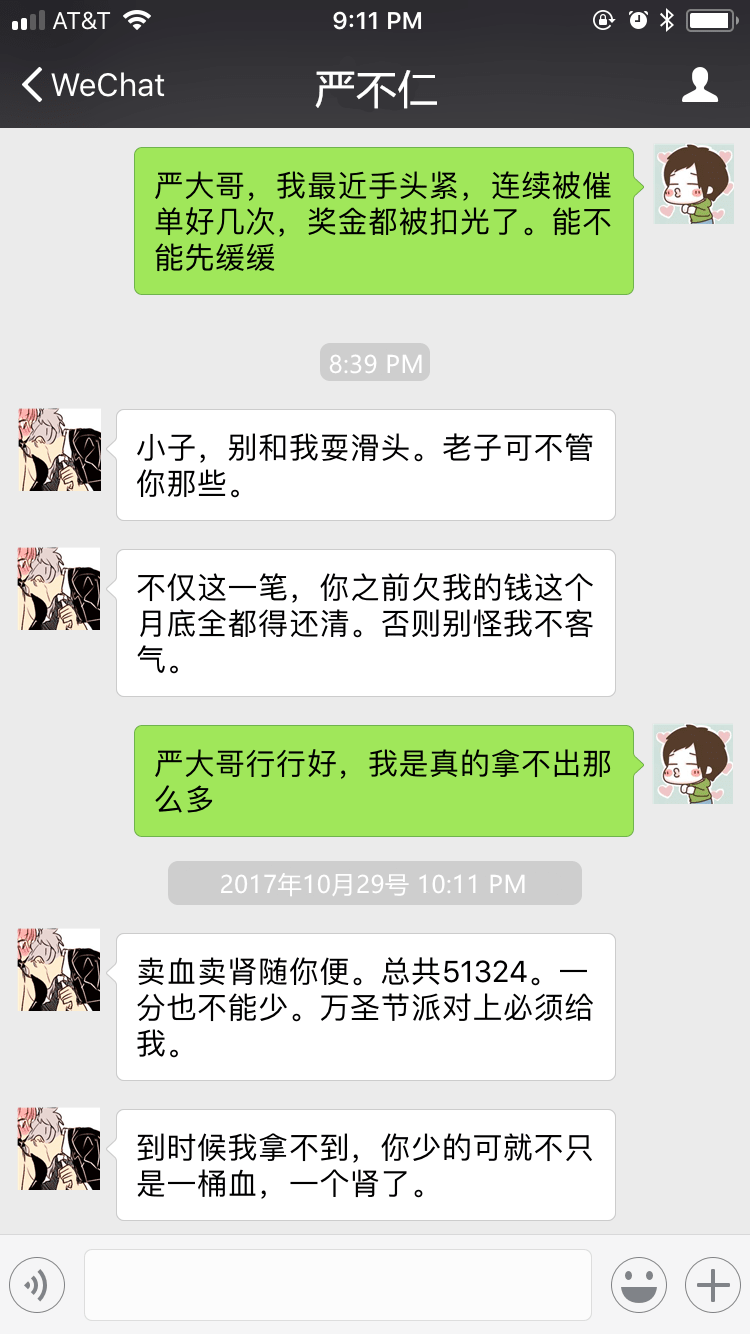 AT&T 9:11 PM
WeChat 严不仁
严大哥，我最近手头紧，连续被催
单好几次，奖金都被扣光了。能不
能先缓缓
8:39 PM
小子，别和我耍滑头。老子可不管
你那些。
不仅这一笔，你之前欠我的钱这个
月底全都得还清。否则别怪我不客
气。
严大哥行行好，我是真的拿不出那
么多
2017年10月29号 10:11 PM
卖血卖肾随你便。总共51324。一
分也不能少。万圣节派对上必须给
我。
到时候我拿不到，你少的可就不只
是一桶血，一个肾了。